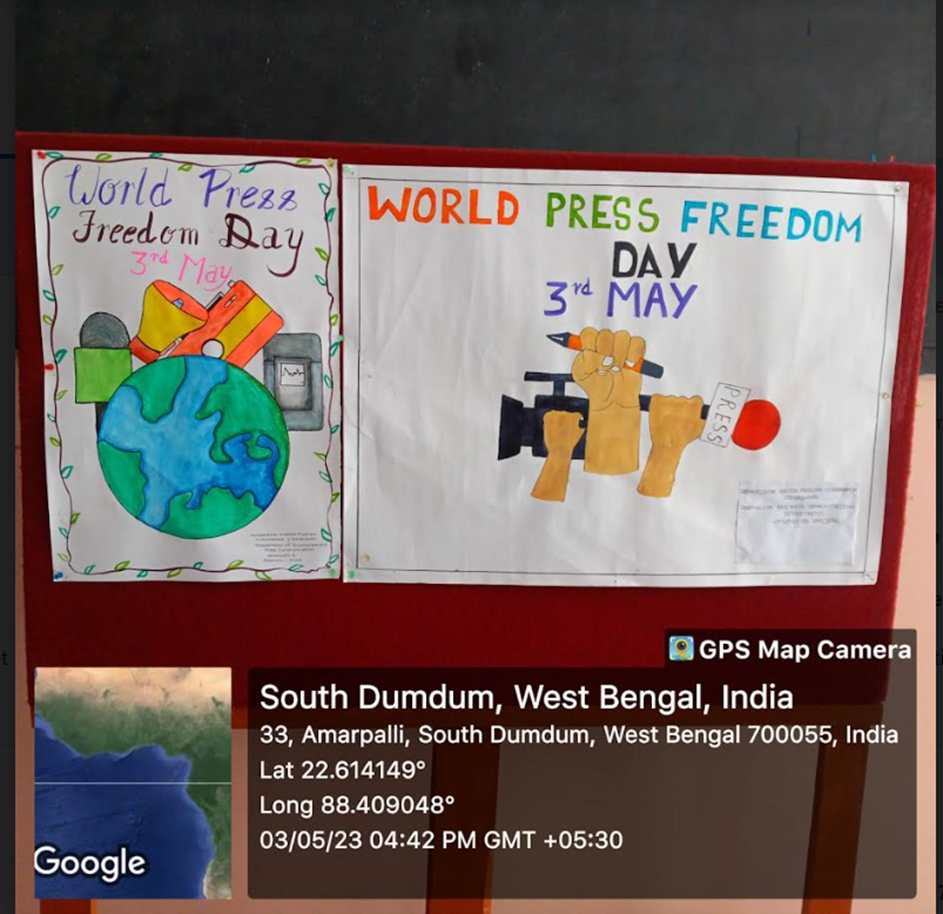 World Press
Freedom Day
3rd May
WORLD PRESS FREEDOM
DAY
3rd MAY
PRESS
GPS Map Camera
South Dumdum, West Bengal, India
33, Amarpalli, South Dumdum, West Bengal 700055, India
Lat 22.614149°
Long 88.409048°
03/05/23 04:42 PM GMT +05:30
Google